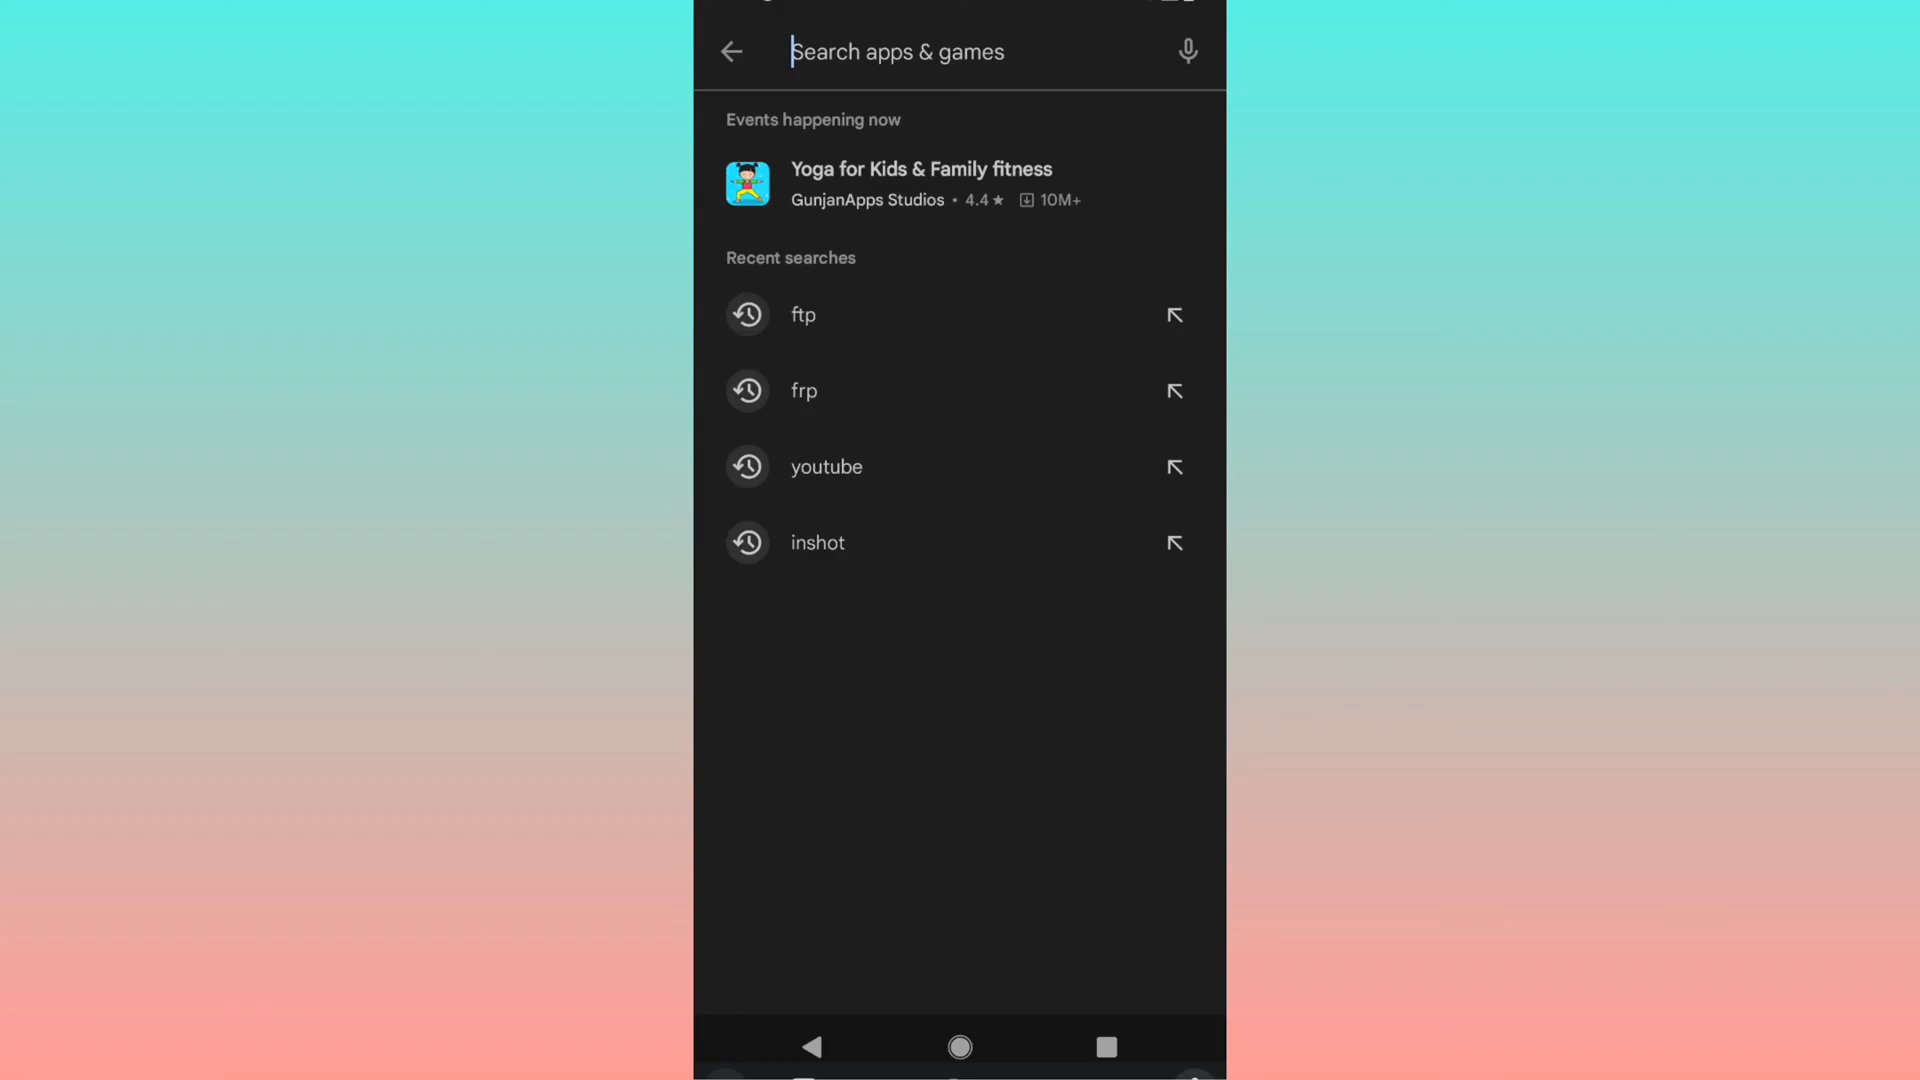 Search apps & games
Events happening now
Yoga for Kids & Family fitness
GunjanApps Studios • 4.4★ 10M+
Recent searches
ftp
frp
youtube
inshot